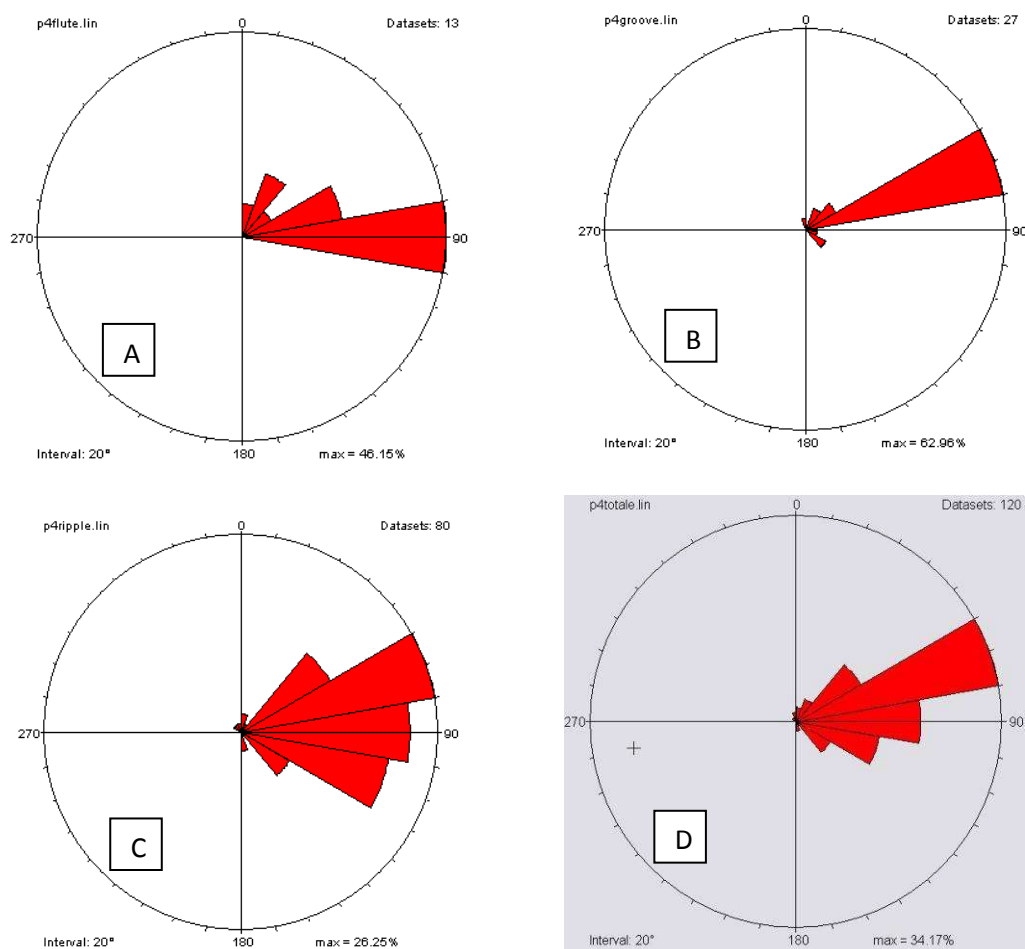 p4flute.lin
0
Datasets: 13
270
90
A
Interval: 20°
180
max = 46.15%
p4groove.lin
0
Datasets: 27
270
90
B
Interval: 20°
180
max = 62.96%
p4ripple.lin
0
Datasets: 80
270
90
C
Interval: 20°
180
max = 26.25%
p4totale.lin
0
Datasets: 120
270
90
D
Interval: 20°
180
max = 34.17%